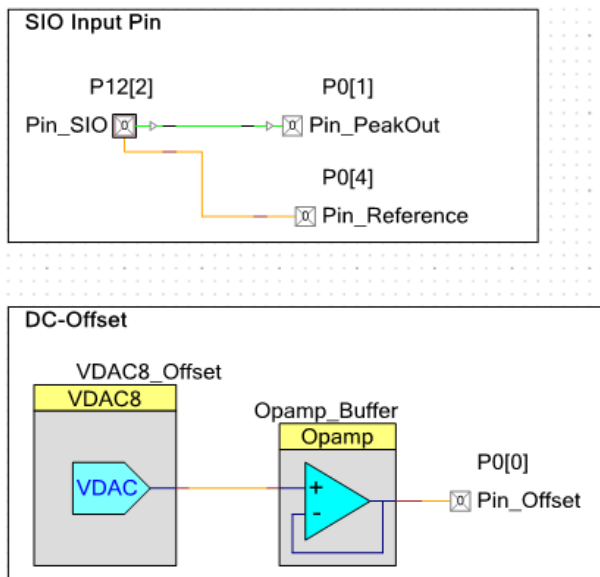 SIO Input Pin
P12[2]
P0[1]
Pin_SIO
Pin_PeakOut
P0[4]
Pin_Reference
DC-Offset
VDAC8_Offset
VDAC8
Opamp_Buffer
Opamp
P0[0]
VDAC
+
-
Pin_Offset